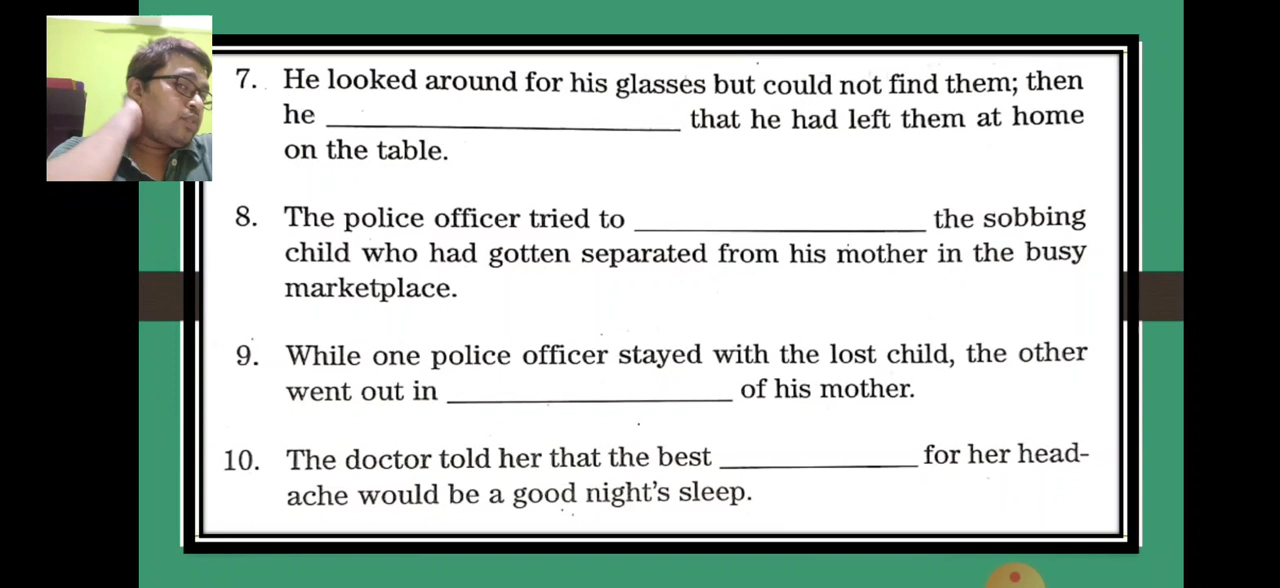 7. He looked around for his glasses but could not find them; then
he ____________________ that he had left them at home
on the table.
8. The police officer tried to ____________________ the sobbing
child who had gotten separated from his mother in the busy
marketplace.
9. While one police officer stayed with the lost child, the other
went out in ____________________ of his mother.
10. The doctor told her that the best ______________ for her head-
ache would be a good night's sleep.